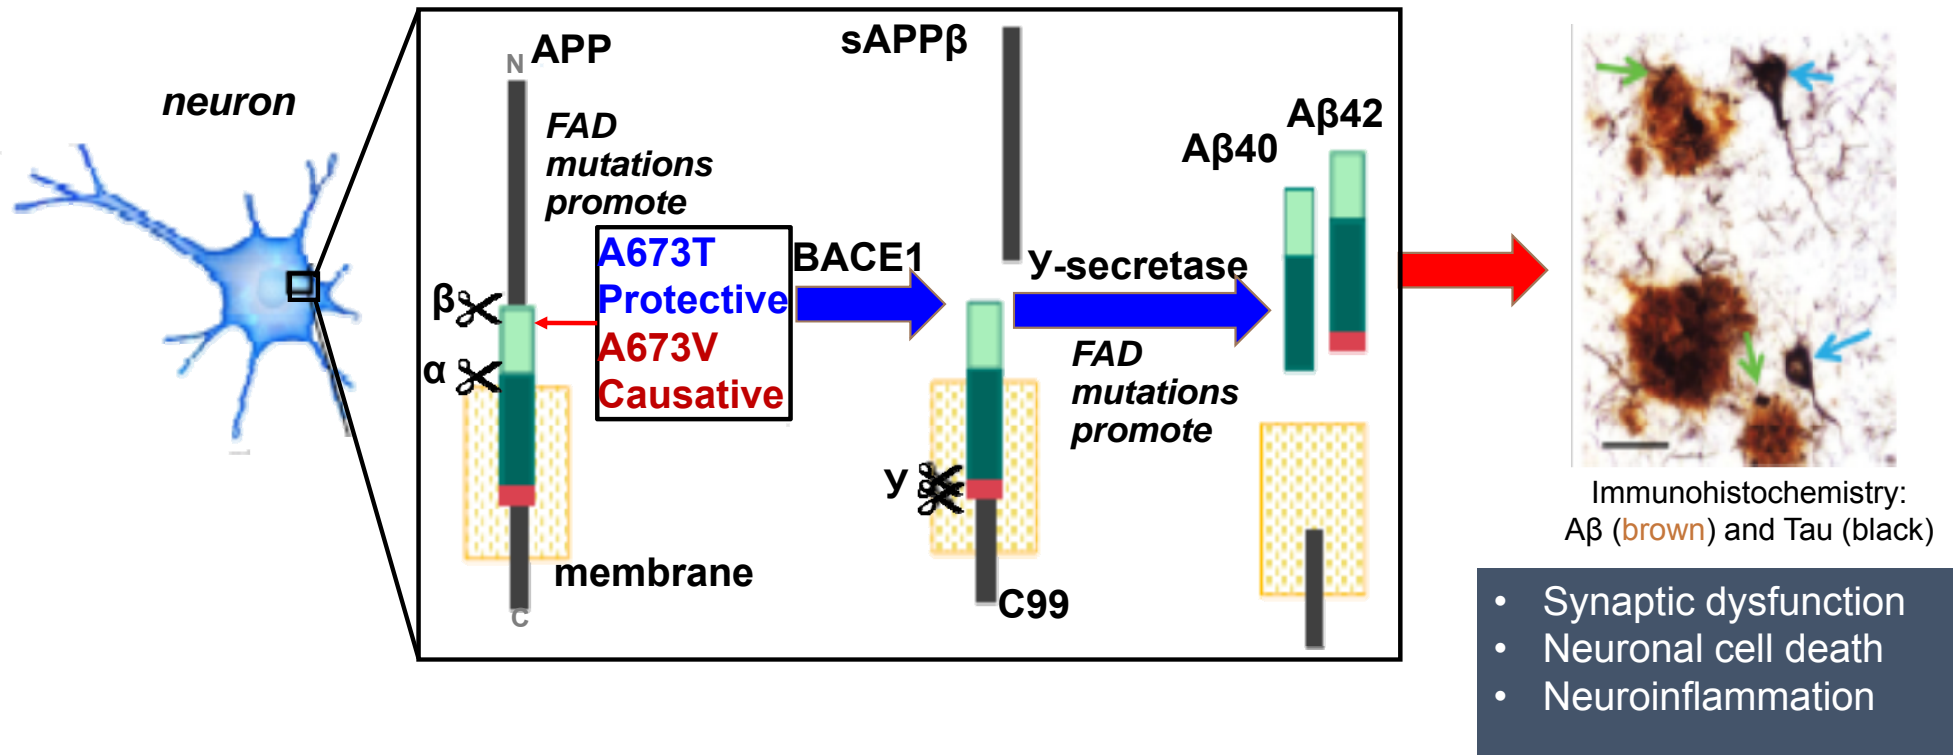 neuron
N
APP
FAD
mutations
promote
A673T
Protective
A673V
Causative
β
α
membrane
C
BACE1
sAPPβ
y-secretase
FAD
mutations
promote
y
C99
Aβ40
Aβ42
Immunohistochemistry:
Aβ (brown) and Tau (black)
• Synaptic dysfunction
• Neuronal cell death
• Neuroinflammation